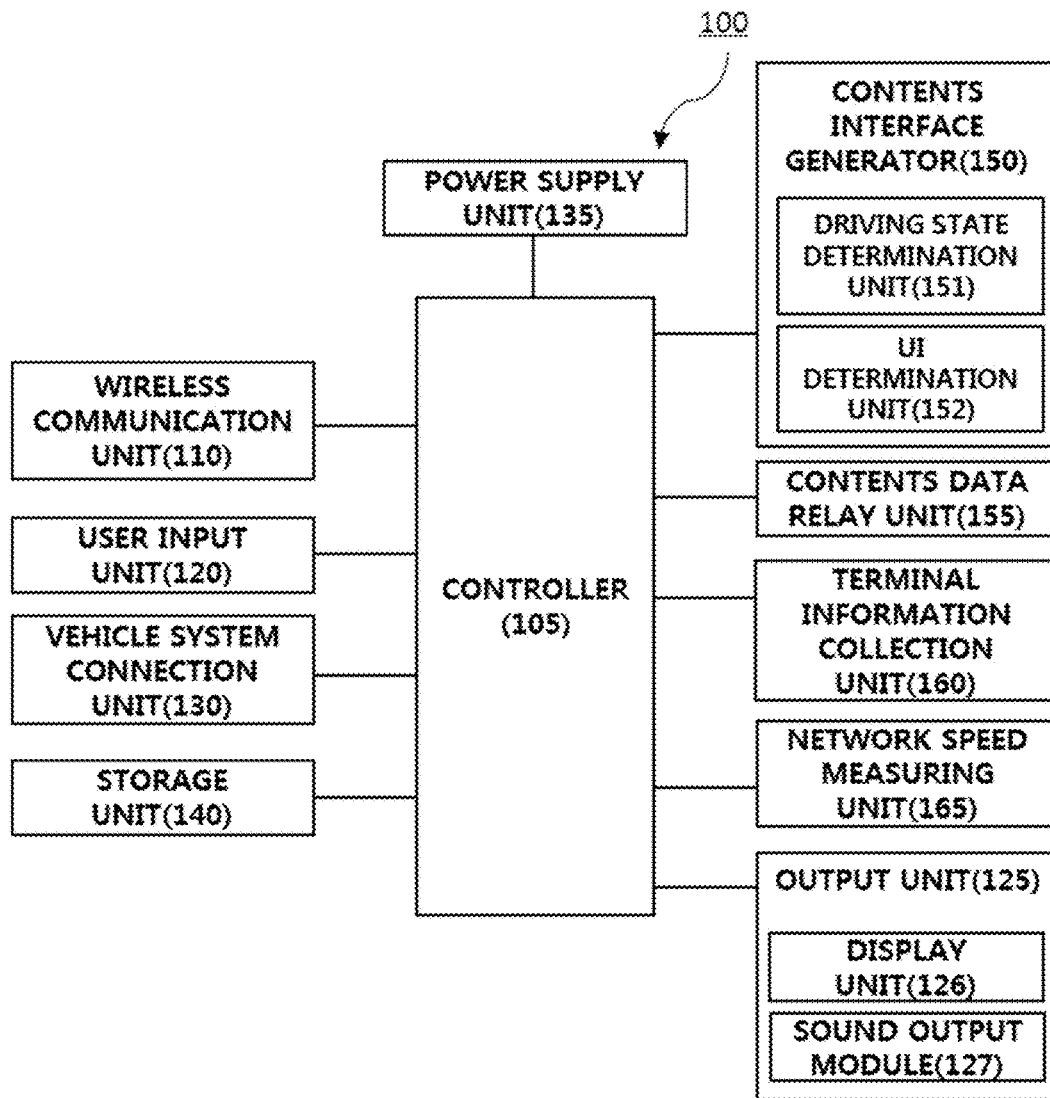 100
POWER SUPPLY
UNIT(135)
CONTENTS
INTERFACE
GENERATOR(150)
DRIVING STATE
DETERMINATION
UNIT(151)
UI
DETERMINATION
UNIT(152)
WIRELESS
COMMUNICATION
UNIT(110)
USER INPUT
UNIT(120)
VEHICLE SYSTEM
CONNECTION
UNIT(130)
STORAGE
UNIT(140)
CONTROLLER
(105)
CONTENTS DATA
RELAY UNIT(155)
TERMINAL
INFORMATION
COLLECTION
UNIT(160)
NETWORK SPEED
MEASURING
UNIT(165)
OUTPUT UNIT(125)
DISPLAY
UNIT(126)
SOUND OUTPUT
MODULE(127)